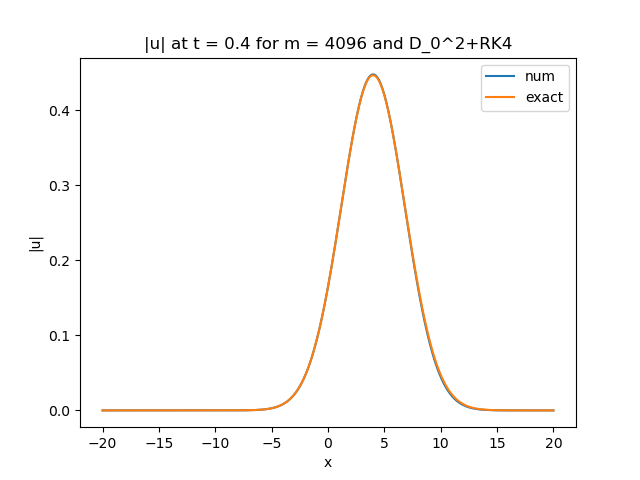 |u| at t = 0.4 for m = 4096 and D_0^2+RK4
num
exact
|u|
0.4
0.3
0.2
0.1
0.0
−20 −15 −10 −5 0 5 10 15 20
x